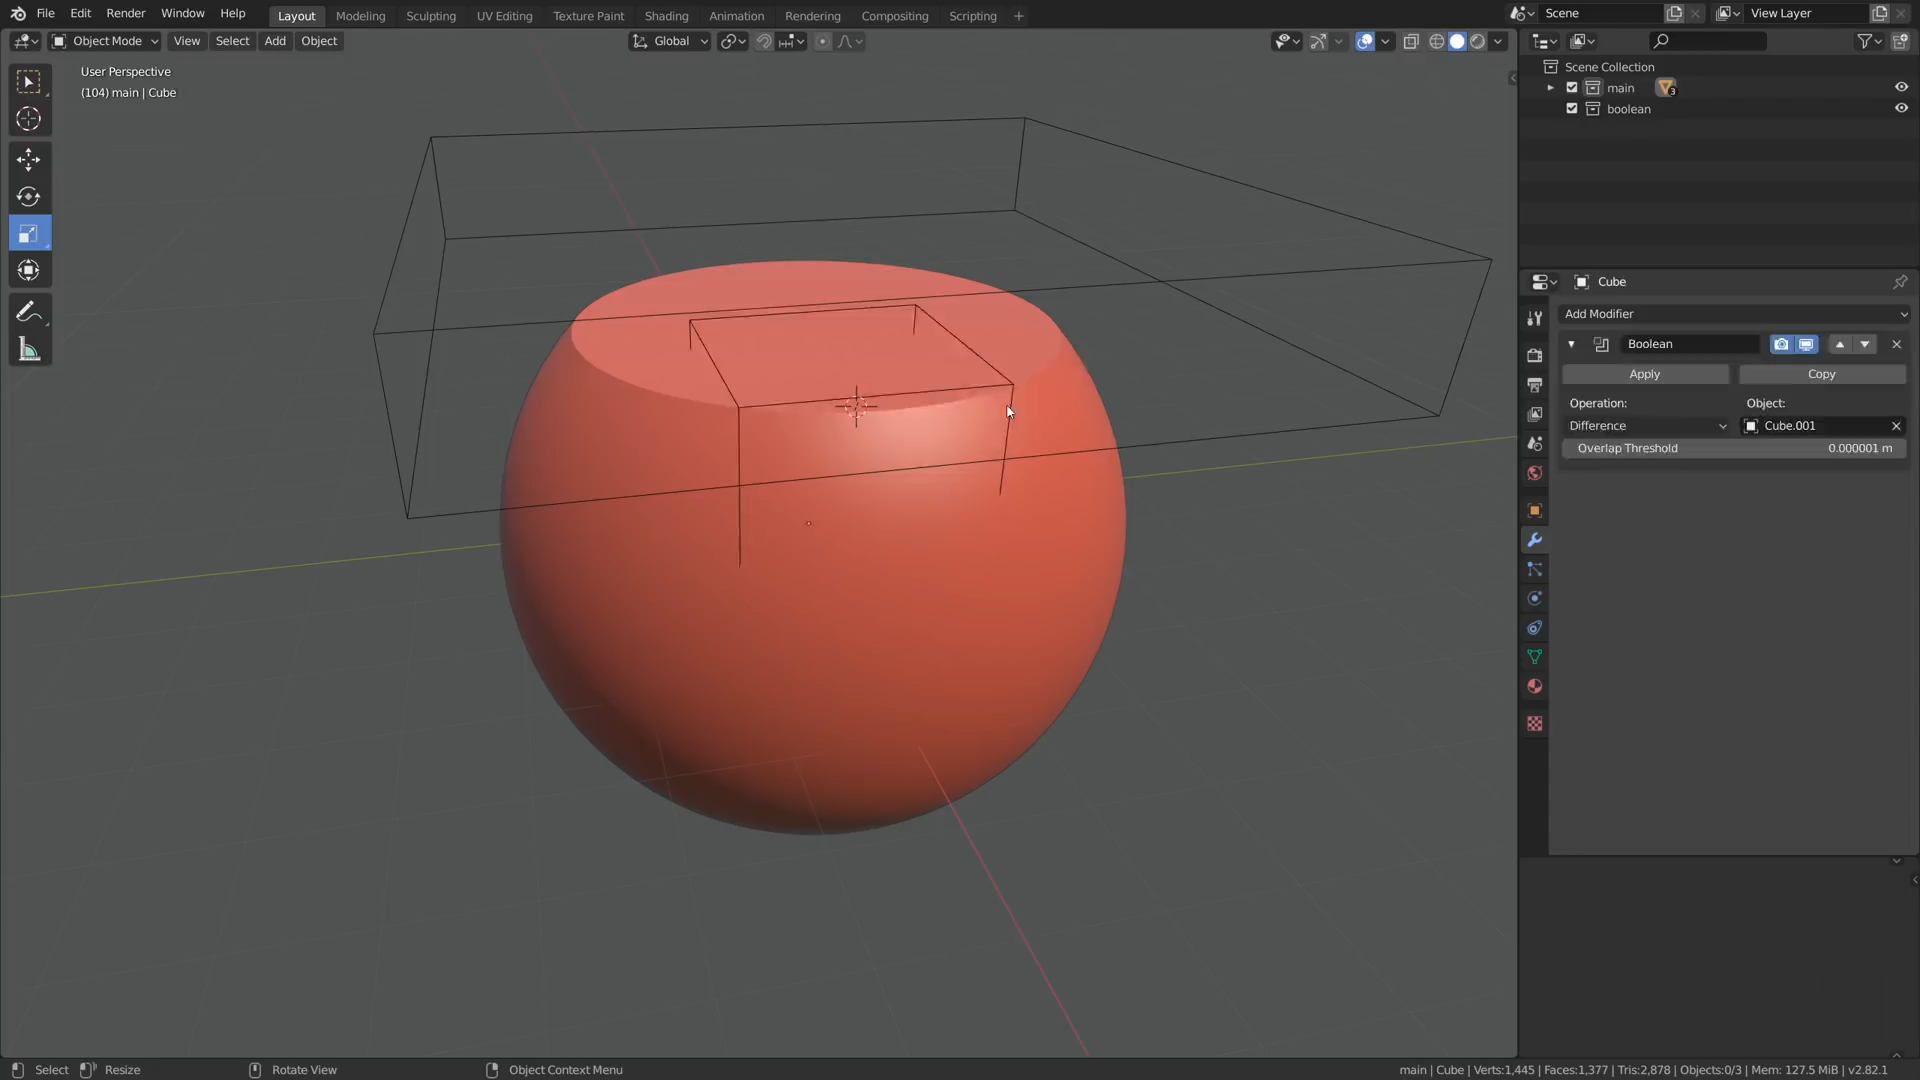 File Edit Render Window Help Layout Modeling Sculpting UV Editing Texture Paint Shading Animation Rendering Compositing Scripting + Scene View Layer
Object Mode View Select Add Object Global
User Perspective
(104) main | Cube
Scene Collection
main 3
boolean
Cube
Add Modifier
Boolean
Apply Copy
Operation: Object:
Difference Cube.001
Overlap Threshold 0.000001 m
Select Resize Rotate View Object Context Menu main | Cube | Verts:1,445 | Faces:1,377 | Tris:2,878 | Objects:0/3 | Mem: 127.5 MiB | v2.82.1